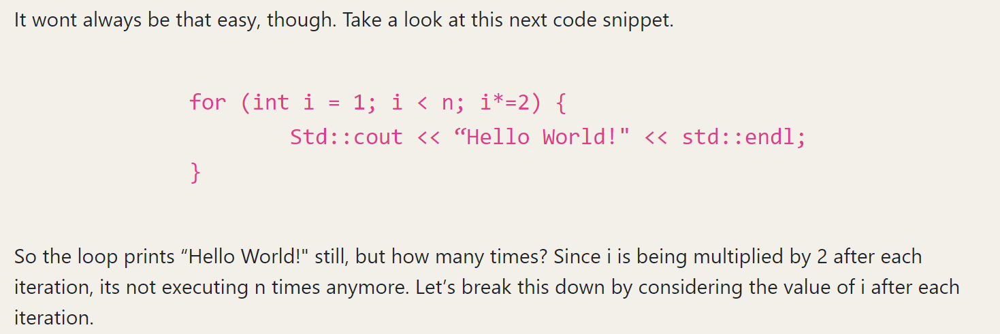 It wont always be that easy, though. Take a look at this next code snippet.
for (int i = 1; i < n; i*=2) {
Std::cout << “Hello World!" << std::endl;
}
So the loop prints “Hello World!" still, but how many times? Since i is being multiplied by 2 after each
iteration, its not executing n times anymore. Let’s break this down by considering the value of i after each
iteration.